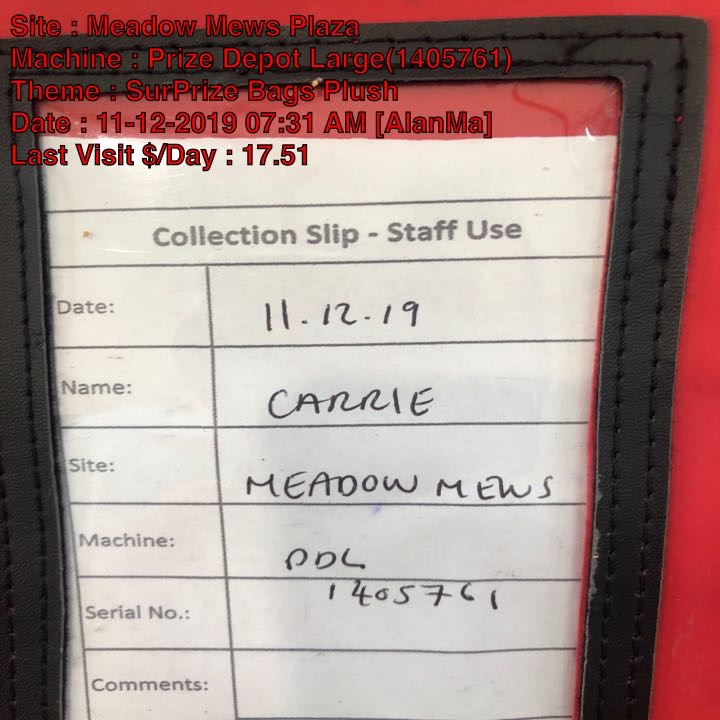 Site : Meadow Mews Plaza
Machine : Prize Depot Large(1405761)
Theme : SurPrize Bags Plush
Date : 11-12-2019 07:31 AM [AlanMa]
Last Visit $/Day : 17.51
Collection Slip - Staff Use
Date: 11.12.19
Name: CARRIE
Site: MEADOW MEWS
Machine: PDL
Serial No.: 1405761
Comments: